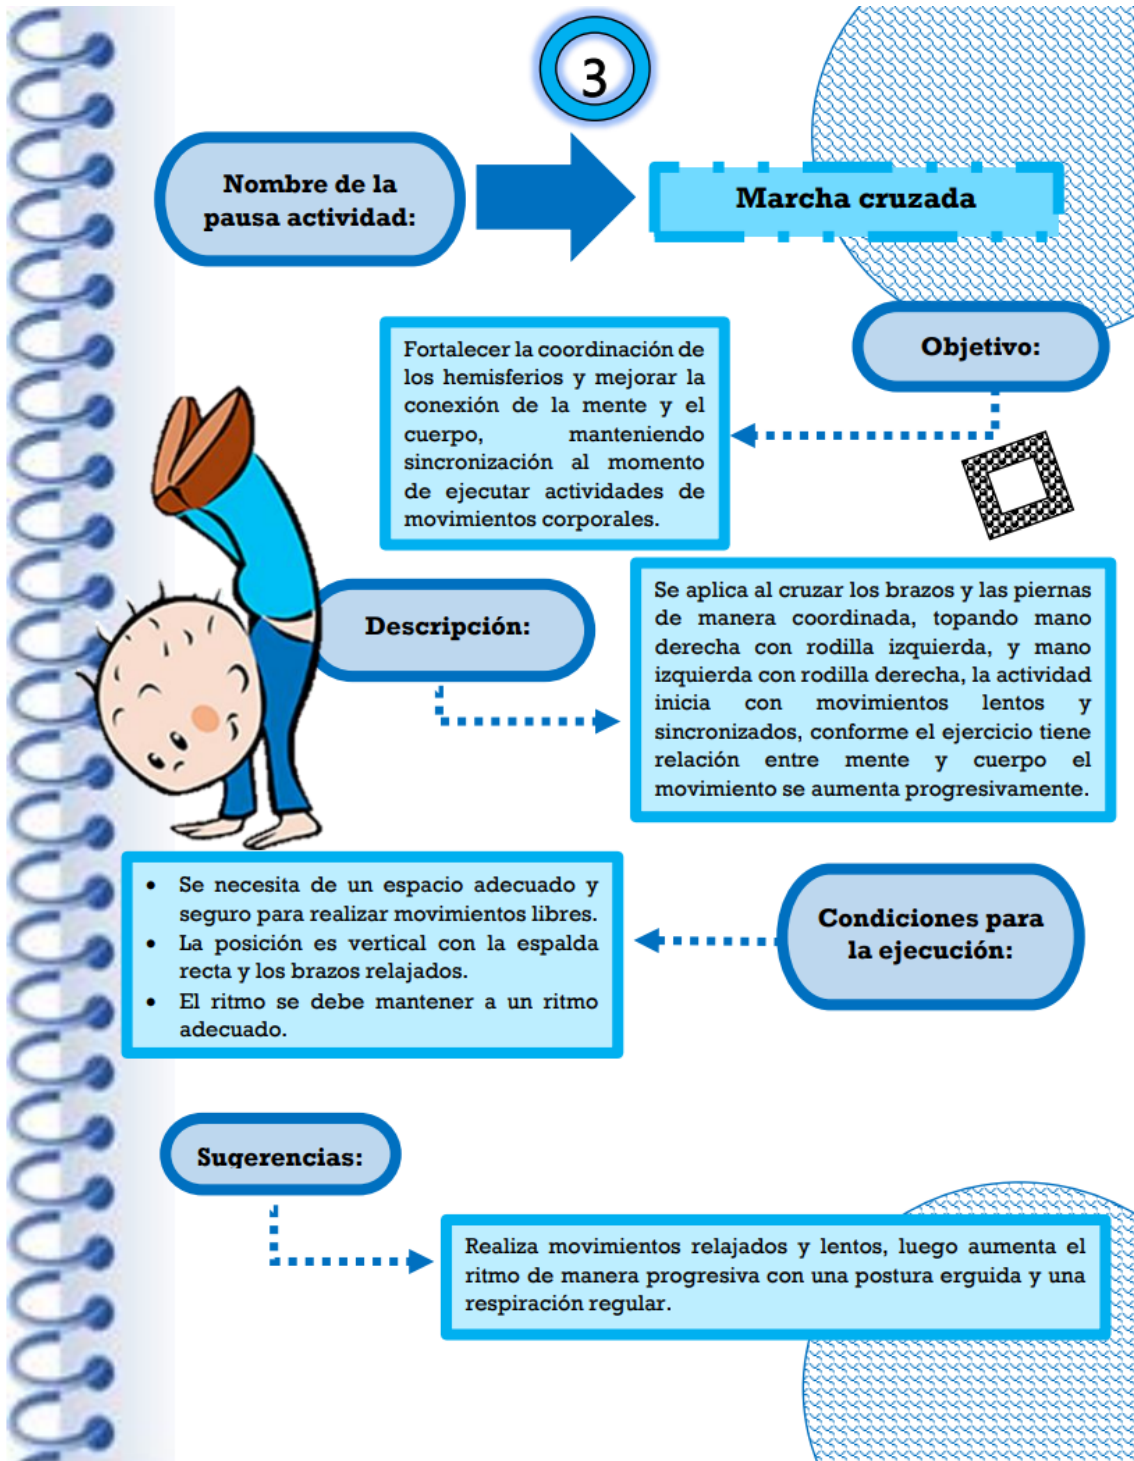 3
Nombre de la
pausa actividad:
Marcha cruzada
Objetivo:
Fortalecer la coordinación de
los hemisferios y mejorar la
conexión de la mente y el
cuerpo, manteniendo
sincronización al momento
de ejecutar actividades de
movimientos corporales.
Descripción:
Se aplica al cruzar los brazos y las piernas
de manera coordinada, topando mano
derecha con rodilla izquierda, y mano
izquierda con rodilla derecha, la actividad
inicia con movimientos lentos y
sincronizados, conforme el ejercicio tiene
relación entre mente y cuerpo el
movimiento se aumenta progresivamente.
Condiciones para
la ejecución:
• Se necesita de un espacio adecuado y
seguro para realizar movimientos libres.
• La posición es vertical con la espalda
recta y los brazos relajados.
• El ritmo se debe mantener a un ritmo
adecuado.
Sugerencias:
Realiza movimientos relajados y lentos, luego aumenta el
ritmo de manera progresiva con una postura erguida y una
respiración regular.